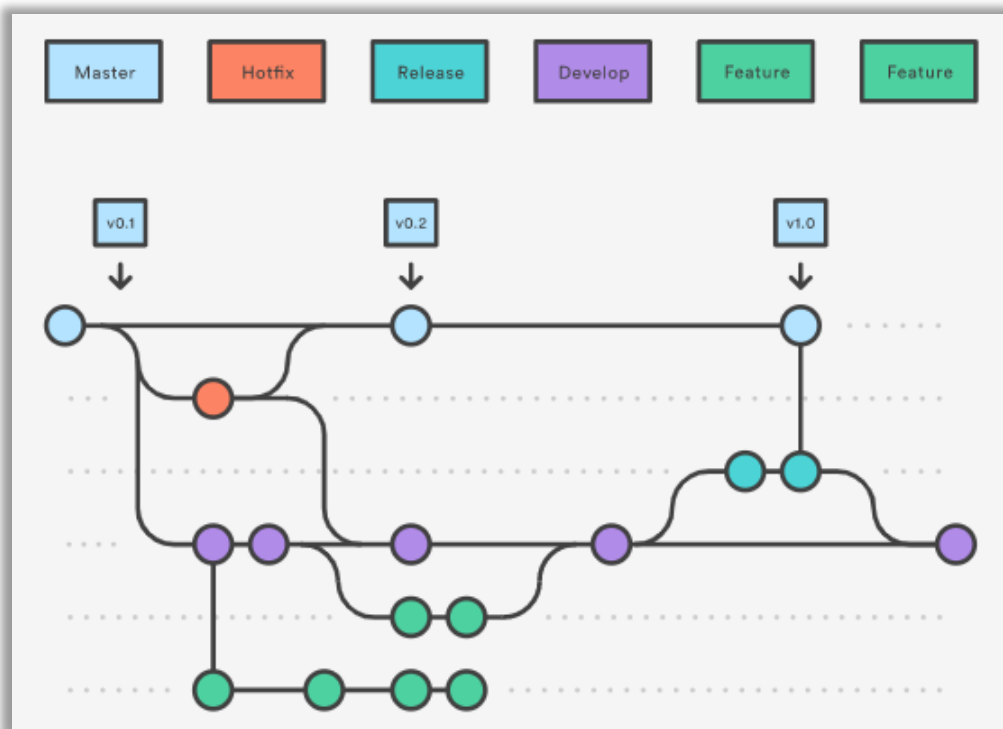 Master
Hotfix
Release
Develop
Feature
Feature
v0.1
v0.2
v1.0